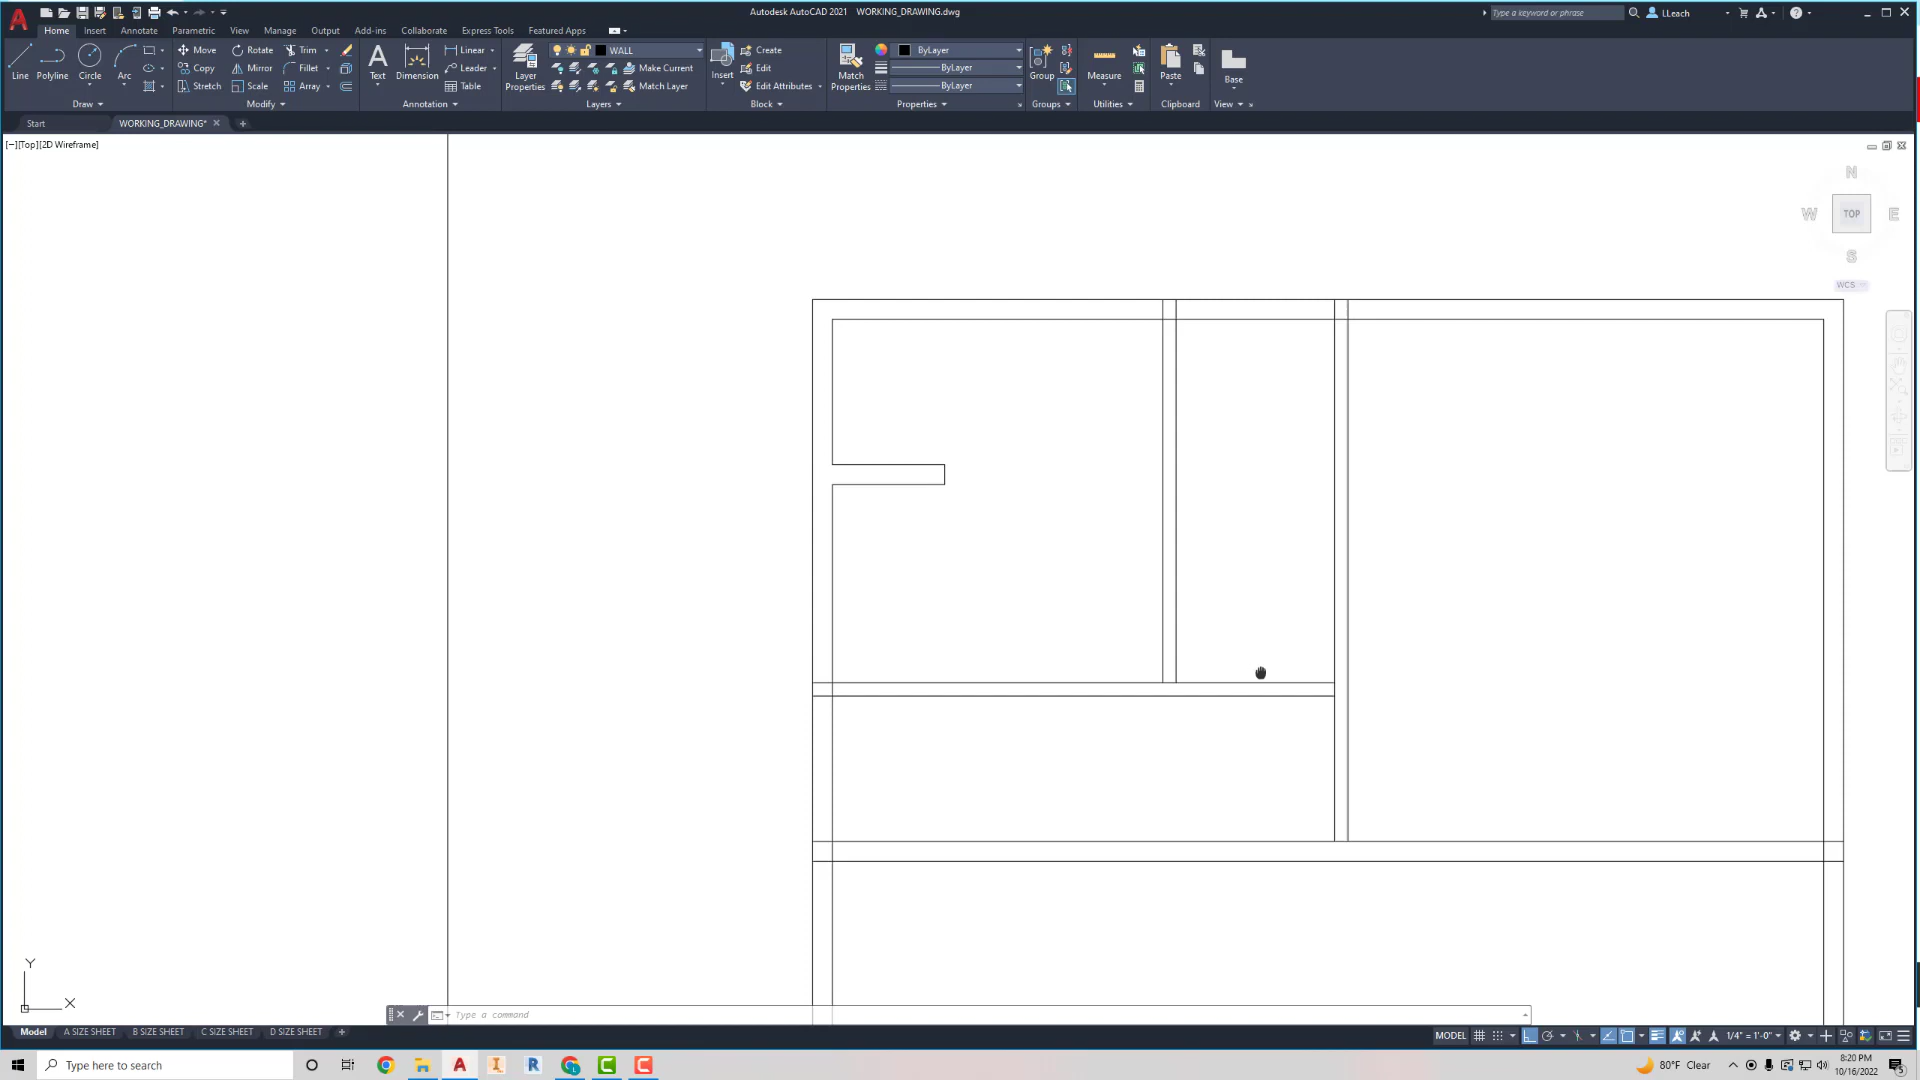 Autodesk AutoCAD 2021 WORKING_DRAWING.dwg
Type a keyword or phrase
LLeach
Home Insert Annotate Parametric View Manage Output Add-ins Collaborate Express Tools Featured Apps
Line Polyline Circle Arc
Move Rotate Trim
Copy Mirror Fillet
Stretch Scale Array
Text Dimension
Linear
Leader
Table
Layer Properties
WALL
Make Current
Match Layer
Insert
Create
Edit
Edit Attributes
Match Properties
ByLayer
ByLayer
ByLayer
Group
Measure
Paste
Base
Draw Modify Annotation Layers Block Properties Groups Utilities Clipboard View
Start WORKING_DRAWING*
[−][Top][2D Wireframe]
N
W TOP E
S
WCS
Y
X
Type a command
Model A SIZE SHEET B SIZE SHEET C SIZE SHEET D SIZE SHEET
MODEL 1/4" = 1'-0"
Type here to search
80°F Clear
8:20 PM
10/16/2022
5